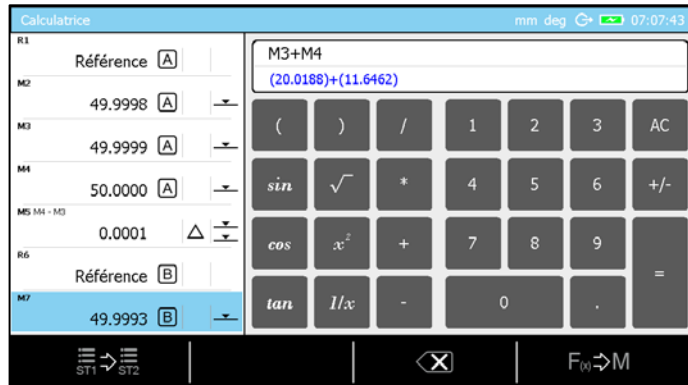 Calculatrice mm deg 07:07:43
R1
Référence A
M2
49.9998 A
M3
49.9999 A
M4
50.0000 A
M5 M4 - M3
0.0001
R6
Référence B
M7
49.9993 B
M3+M4
(20.0188)+(11.6462)
( ) / 1 2 3 AC
sin √ * 4 5 6 +/-
cos x² + 7 8 9
tan 1/x - 0 . =
ST1 ST2
F(x)⇨M